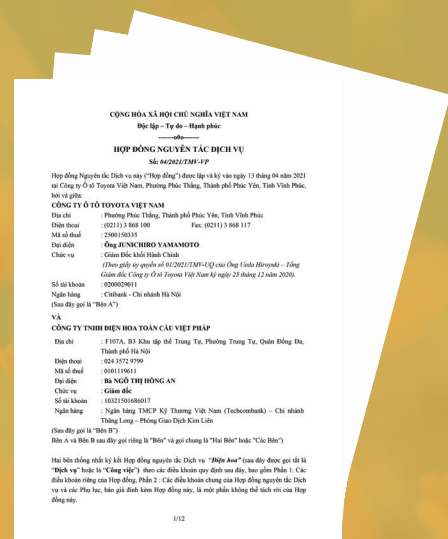 CỘNG HÒA XÃ HỘI CHỦ NGHĨA VIỆT NAM
Độc lập – Tự do – Hạnh phúc
--------o0o--------
HỢP ĐỒNG NGUYÊN TẮC DỊCH VỤ
Số: 04/2021/TMV-VP
Hợp đồng Nguyên tắc Dịch vụ này ("Hợp đồng") được lập và ký vào ngày 13 tháng 04 năm 2021
tại Công ty Ô tô Toyota Việt Nam, Phường Phúc Thắng, Thành phố Phúc Yên, Tỉnh Vĩnh Phúc,
bởi và giữa:
CÔNG TY Ô TÔ TOYOTA VIỆT NAM
Địa chỉ : Phường Phúc Thắng, Thành phố Phúc Yên, Tỉnh Vĩnh Phúc
Điện thoại : (0211) 3 868 100 Fax: (0211) 3 868 117
Mã số thuế : 2500150335
Đại diện : Ông JUNICHIRO YAMAMOTO
Chức vụ : Giám Đốc khối Hành Chính
(Theo giấy ủy quyền số 01/2021/TMV-UQ của Ông Ueda Hiroyuki – Tổng
Giám đốc Công ty Ô tô Toyota Việt Nam ký ngày 25 tháng 12 năm 2020).
Số tài khoản : 0200029011
Ngân hàng : Citibank - Chi nhánh Hà Nội
(Sau đây gọi là "Bên A")
VÀ
CÔNG TY TNHH ĐIỆN HOA TOÀN CẦU VIỆT PHÁP
Địa chỉ : F107A, B3 Khu tập thể Trung Tự, Phường Trung Tự, Quận Đống Đa,
Thành phố Hà Nội
Điện thoại : 024 3572 9799
Mã số thuế : 0101119611
Đại diện : Bà NGÔ THỊ HỒNG AN
Chức vụ : Giám đốc
Số tài khoản : 10321501686017
Ngân hàng : Ngân hàng TMCP Kỹ Thương Việt Nam (Techcombank) – Chi nhánh
Thăng Long – Phòng Giao Dịch Kim Liên
(Sau đây gọi là "Bên B")
Bên A và Bên B sau đây gọi riêng là "Bên" và gọi chung là "Hai Bên" hoặc "Các Bên")
Hai bên thống nhất ký kết Hợp đồng nguyên tắc Dịch vụ "Điện hoa" (sau đây được gọi tắt là
"Dịch vụ" hoặc là "Công việc") theo các điều khoản quy định sau đây, bao gồm Phần 1: Các
điều khoản riêng của Hợp đồng, Phần 2 : Các điều khoản chung của Hợp đồng nguyên tắc Dịch
vụ và các Phụ lục, báo giá đính kèm Hợp đồng này, là một phần không thể tách rời của Hợp
đồng này.
1/12